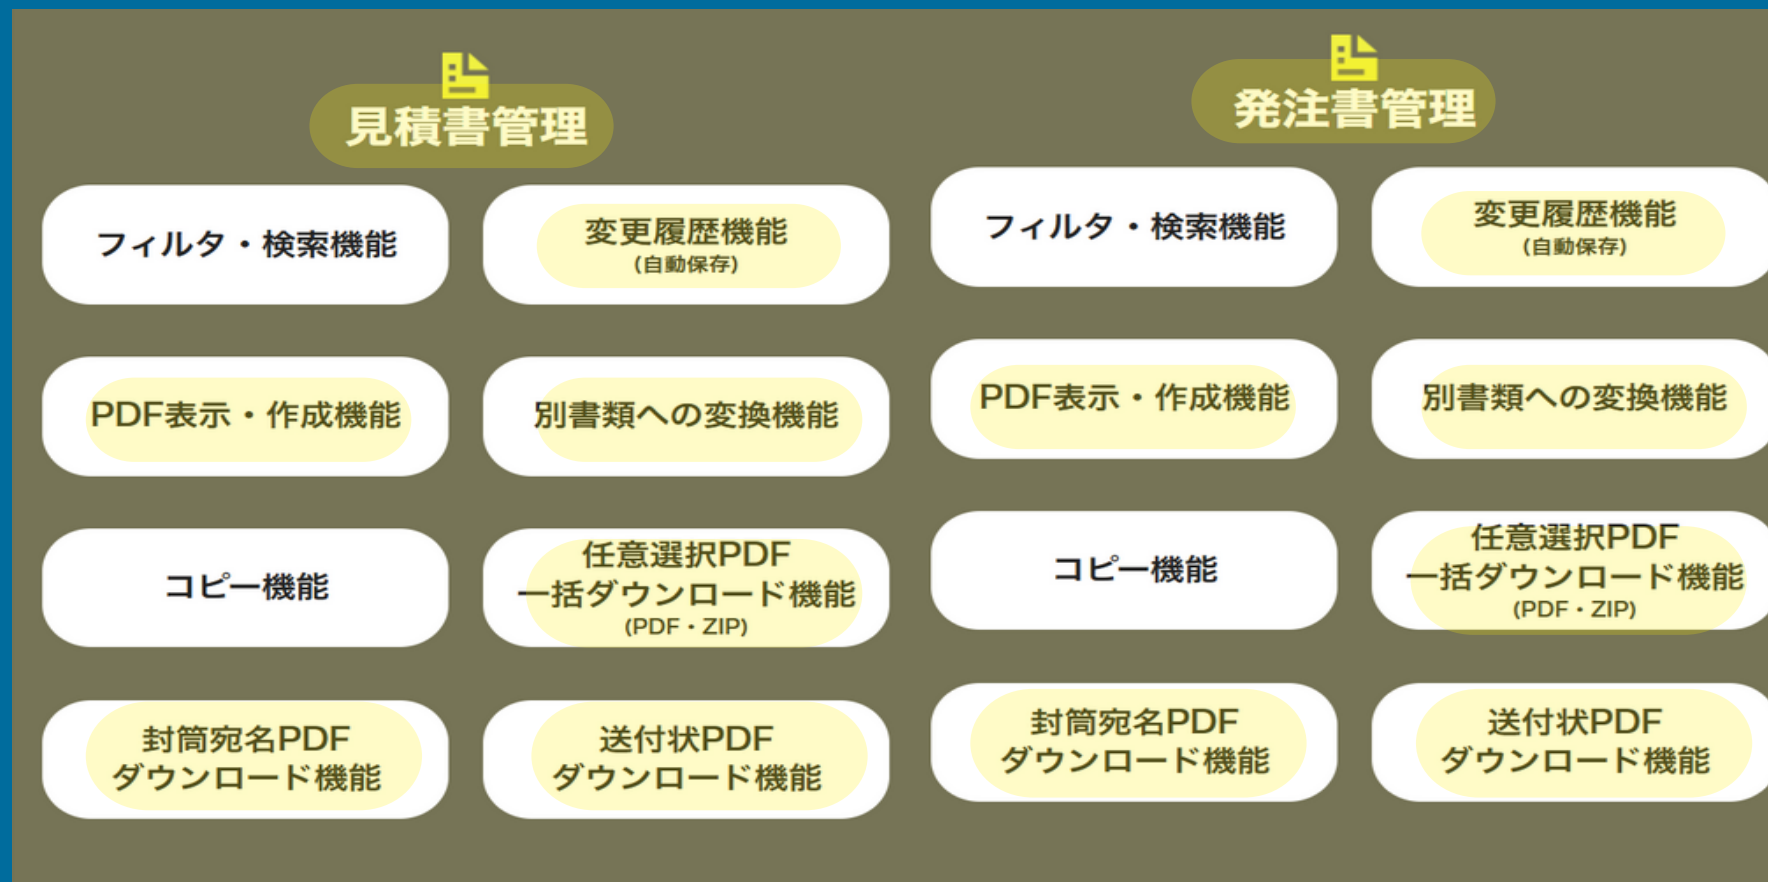 見積書管理
フィルタ・検索機能
変更履歴機能
(自動保存)
PDF表示・作成機能
別書類への変換機能
コピー機能
任意選択PDF
一括ダウンロード機能
(PDF・ZIP)
封筒宛名PDF
ダウンロード機能
送付状PDF
ダウンロード機能
発注書管理
フィルタ・検索機能
変更履歴機能
(自動保存)
PDF表示・作成機能
別書類への変換機能
コピー機能
任意選択PDF
一括ダウンロード機能
(PDF・ZIP)
封筒宛名PDF
ダウンロード機能
送付状PDF
ダウンロード機能